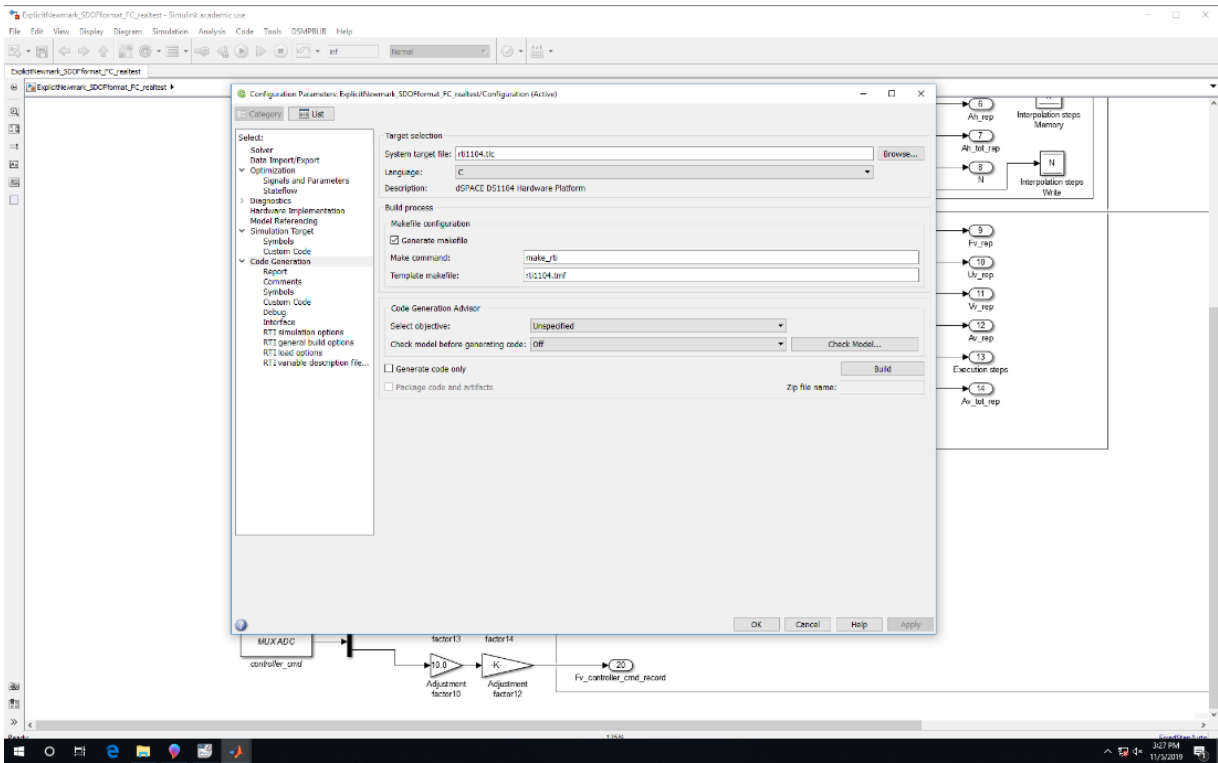 ExplicitNewmark_SDOFformat_FC_realtest - Simulink academic use
File Edit View Display Diagram Simulation Analysis Code Tools DSMPBLIB Help
inf Normal
ExplicitNewmark_SDOFformat_FC_realtest
ExplicitNewmark_SDOFformat_FC_realtest
Configuration Parameters: ExplicitNewmark_SDOFformat_FC_realtest/Configuration (Active)
Category List
Select:
Solver
Data Import/Export
Optimization
Signals and Parameters
Stateflow
Diagnostics
Hardware Implementation
Model Referencing
Simulation Target
Symbols
Custom Code
Code Generation
Report
Comments
Symbols
Custom Code
Debug
Interface
RTI simulation options
RTI general build options
RTI load options
RTI variable description file...
Target selection
System target file: rti1104.tlc Browse...
Language: C
Description: dSPACE DS1104 Hardware Platform
Build process
Makefile configuration
Generate makefile
Make command: make_rti
Template makefile: rti1104.tmf
Code Generation Advisor
Select objective: Unspecified
Check model before generating code: Off Check Model...
Generate code only Build
Package code and artifacts Zip file name:
OK Cancel Help Apply
6
Ah_rep
Interpolation steps
Memory
7
Ah_tot_rep
8
N
N
Interpolation steps
Write
9
Fv_rep
10
Uv_rep
11
Vv_rep
12
Av_rep
13
Execution steps
14
Av_tot_rep
MUX ADC
controller_cmd
factor13 factor14
10.0 -K- 20
Adjustment
factor10
Adjustment
factor12
Fv_controller_cmd_record
Ready 125% FixedStepAuto
3:27 PM
11/5/2019